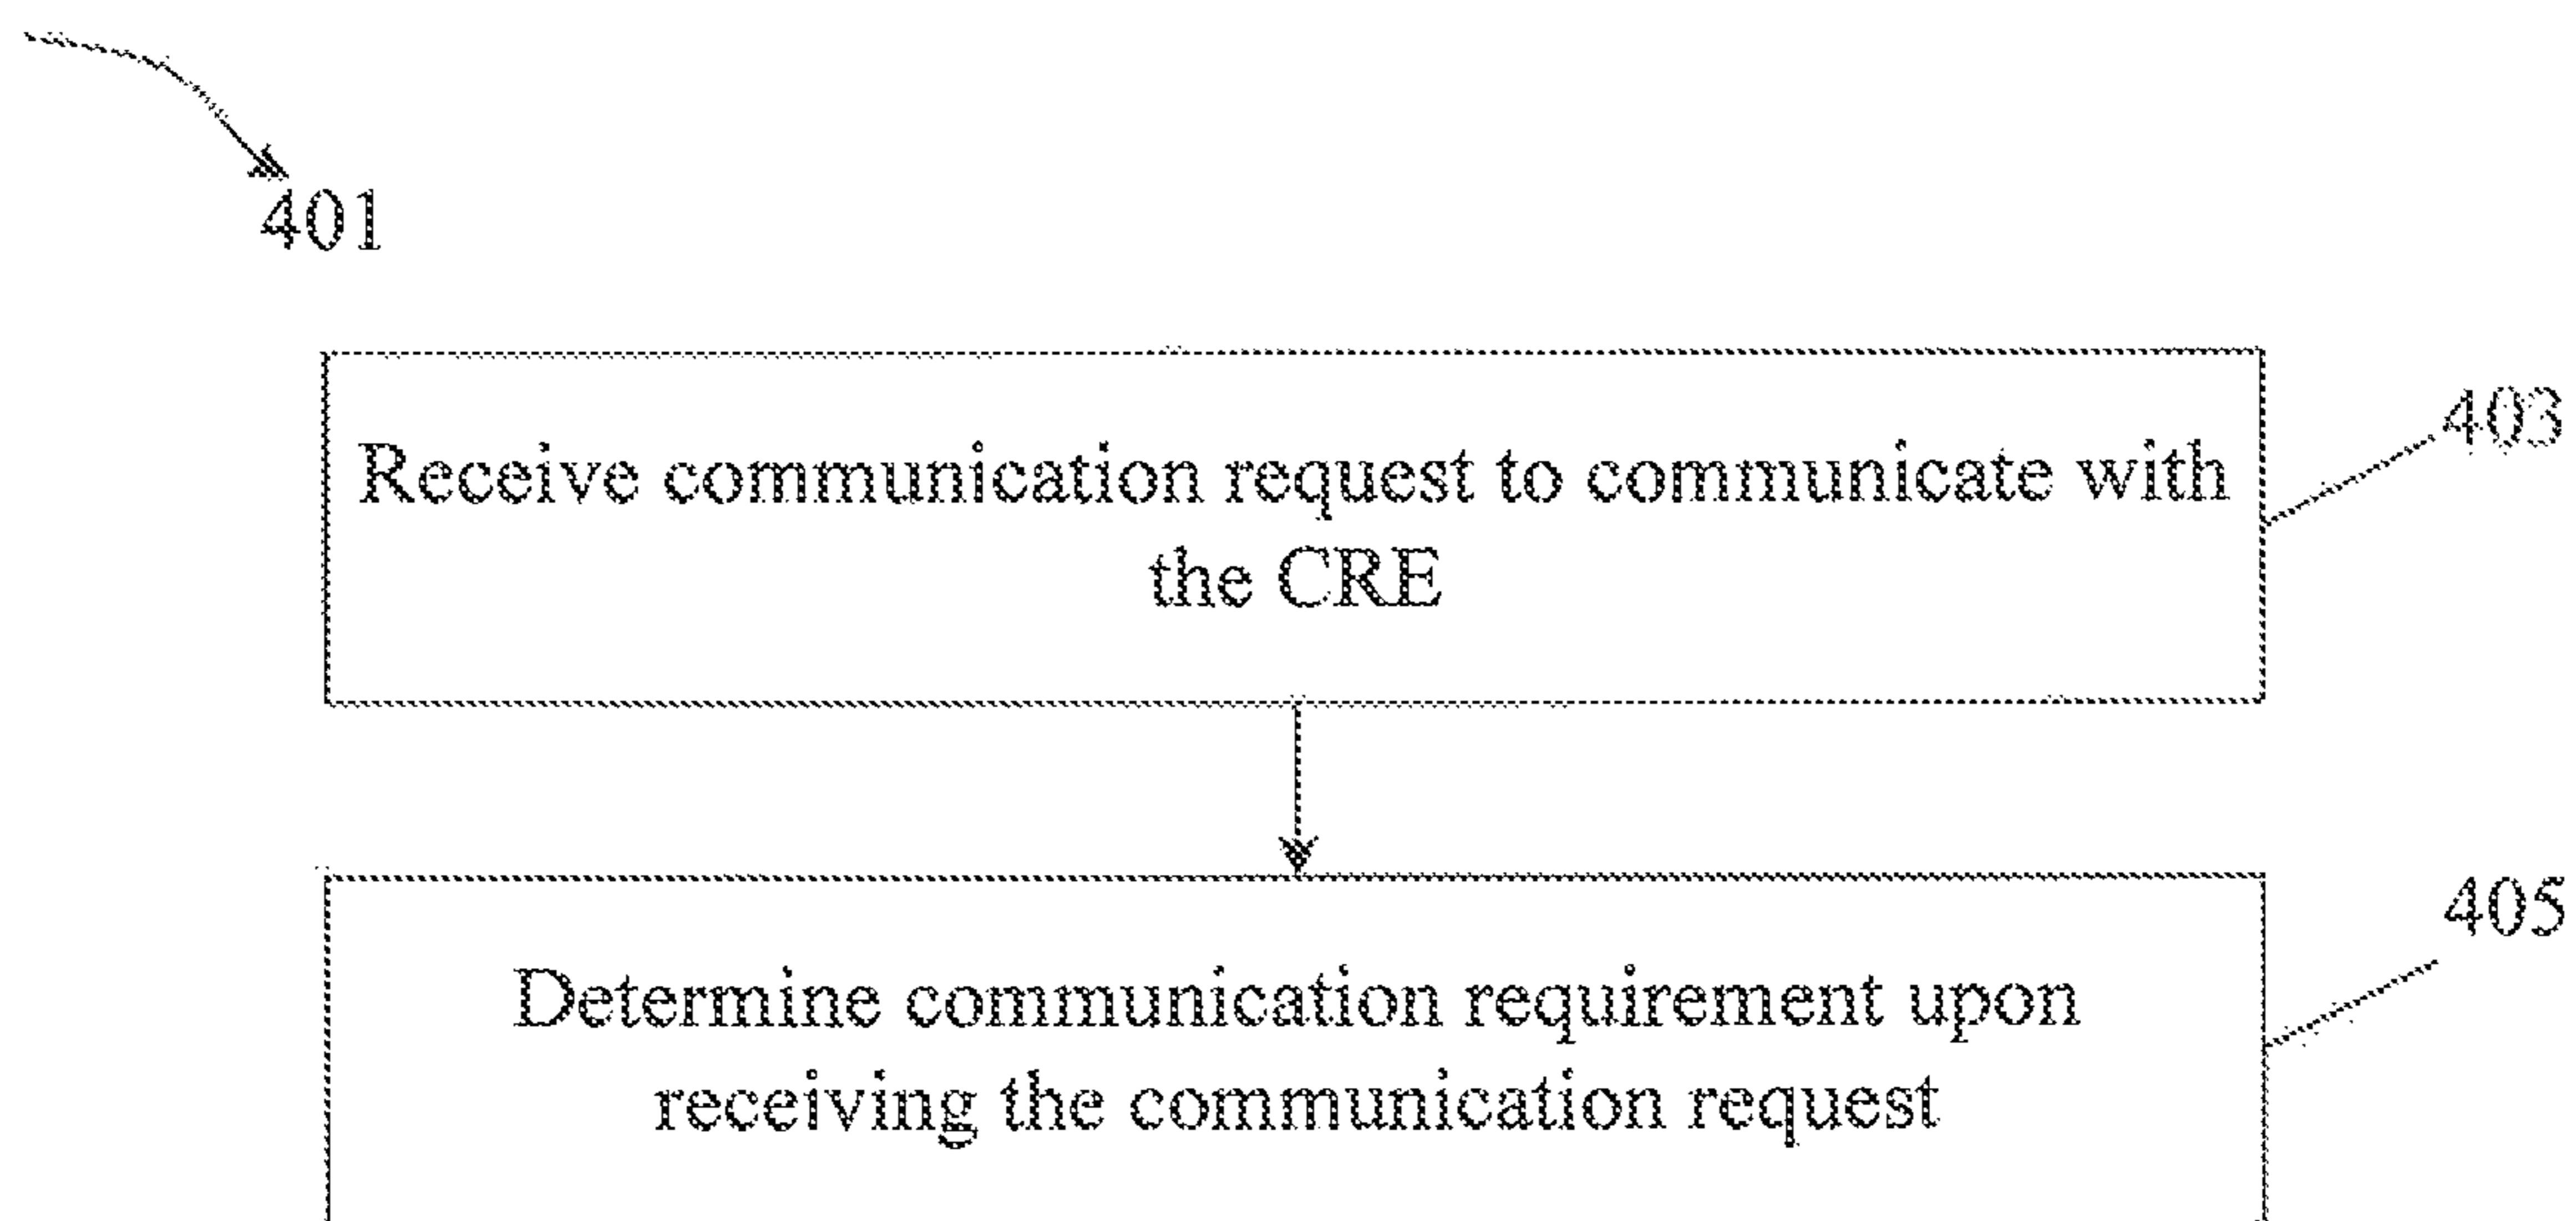 401
403
Receive communication request to communicate with
the CRE
405
Determine communication requirement upon
receiving the communication request